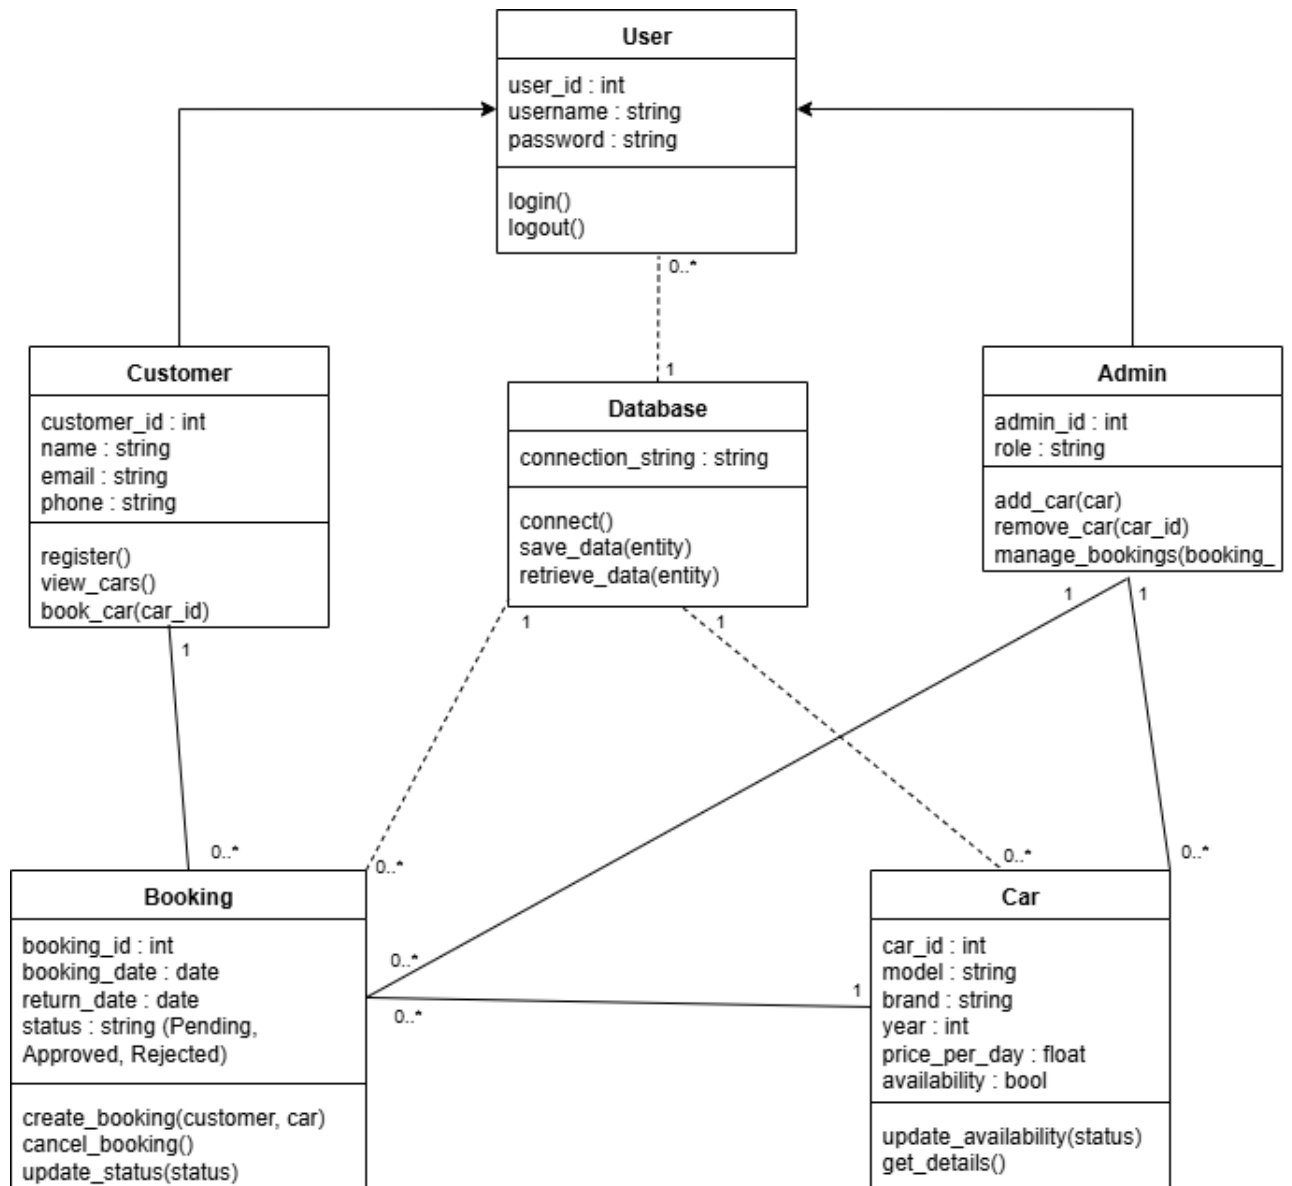 User
user_id : int
username : string
password : string
login()
logout()
0..*
1
Customer
customer_id : int
name : string
email : string
phone : string
register()
view_cars()
book_car(car_id)
1
Database
connection_string : string
connect()
save_data(entity)
retrieve_data(entity)
1
1
Admin
admin_id : int
role : string
add_car(car)
remove_car(car_id)
manage_bookings(booking_
1
1
0..*
0..*
0..*
0..*
Booking
booking_id : int
booking_date : date
return_date : date
status : string (Pending,
Approved, Rejected)
create_booking(customer, car)
cancel_booking()
update_status(status)
0..*
0..*
1
Car
car_id : int
model : string
brand : string
year : int
price_per_day : float
availability : bool
update_availability(status)
get_details()